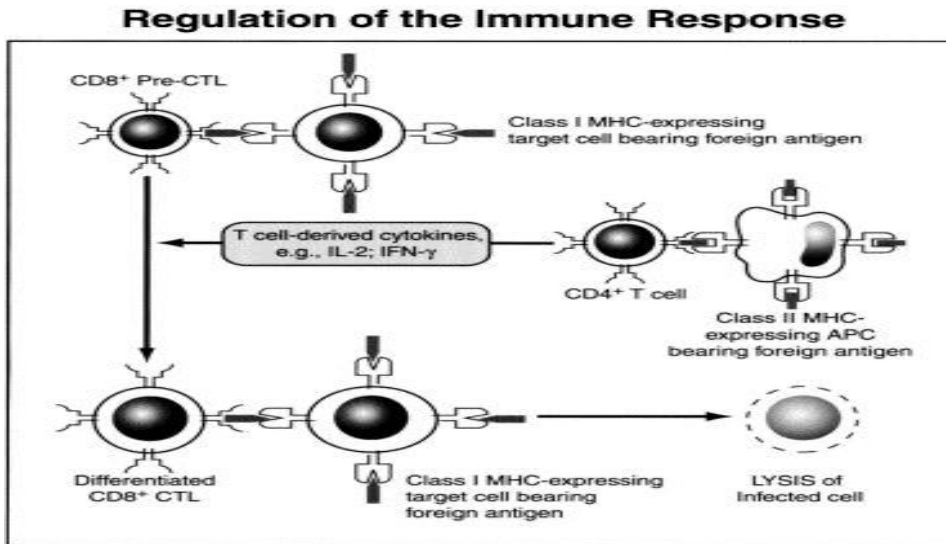 Regulation of the Immune Response
CD8+ Pre-CTL
Class I MHC-expressing
target cell bearing foreign antigen
T cell-derived cytokines,
e.g., IL-2; IFN-γ
CD4+ T cell
Class II MHC-
expressing APC
bearing foreign antigen
Differentiated
CD8+ CTL
Class I MHC-expressing
target cell bearing
foreign antigen
LYSIS of
Infected cell